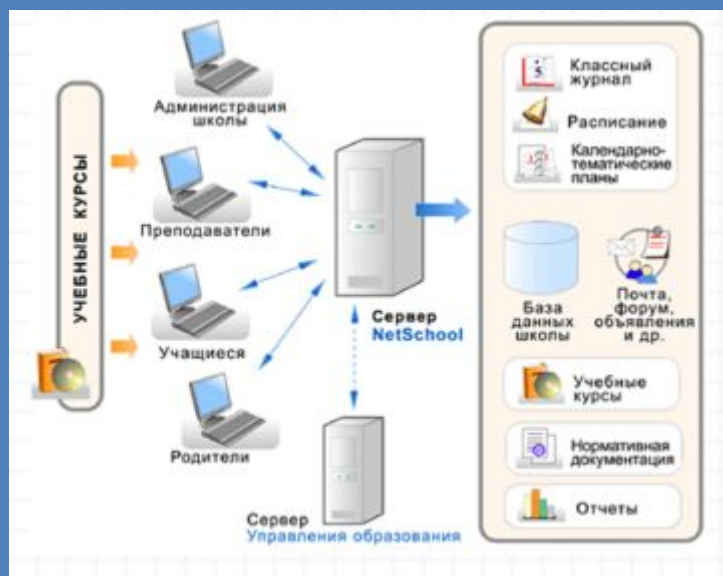 УЧЕБНЫЕ КУРСЫ
Администрация
школы
Преподаватели
Учащиеся
Родители
Сервер
NetSchool
Сервер
Управления образования
5
Классный
журнал
Расписание
Календарно-
тематические
планы
База
данных
школы
Почта,
форум,
объявления
и др.
Учебные
курсы
Нормативная
документация
Отчеты